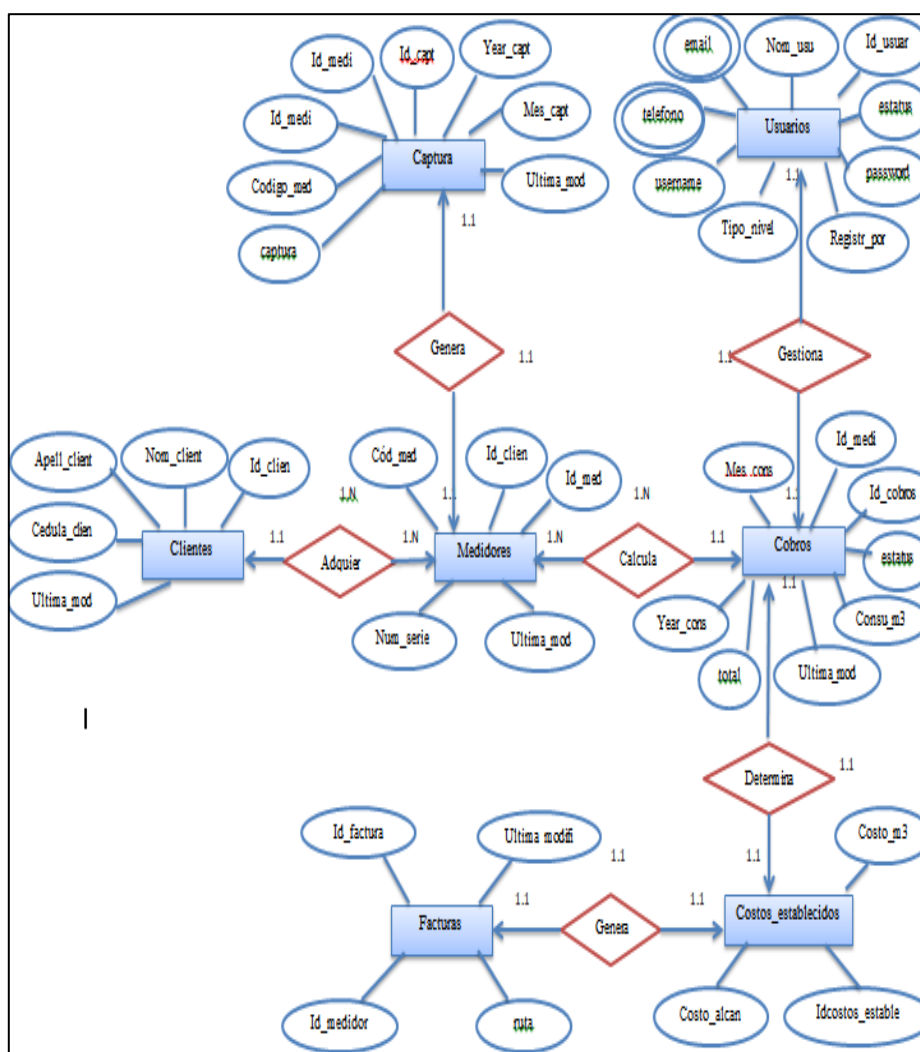 email
Nom_usu
Id_usuar
Id_medi
Id_capt
Year_capt
Id_medi
Mes_capt
telefono
estatus
Captura
Usuarios
Codigo_med
Ultima_mod
username
password
1.1
captura
1.1
Tipo_nivel
Registr_por
Genera
1.1
1.1
Gestiona
Apell_client
Nom_client
Id_clien
Cód_med
Id_clien
Id_med
Mes_cons
Id_medi
Id_cobros
1.N
1.1
1.N
1.1
Cedula_clien
Clientes
1.1
Adquier
1.N
Medidores
1.N
Calcula
1.1
Cobros
estatus
1.1
Ultima_mod
Num_serie
Ultima_mod
Year_cons
total
Ultima_mod
Consu_m3
Determina
1.1
Id_factura
Ultima modifi
1.1
1.1
Costo_m3
Facturas
1.1
Genera
1.1
Costos_establecidos
Id_medidor
ruta
Costo_alcan
Idcostos_estable